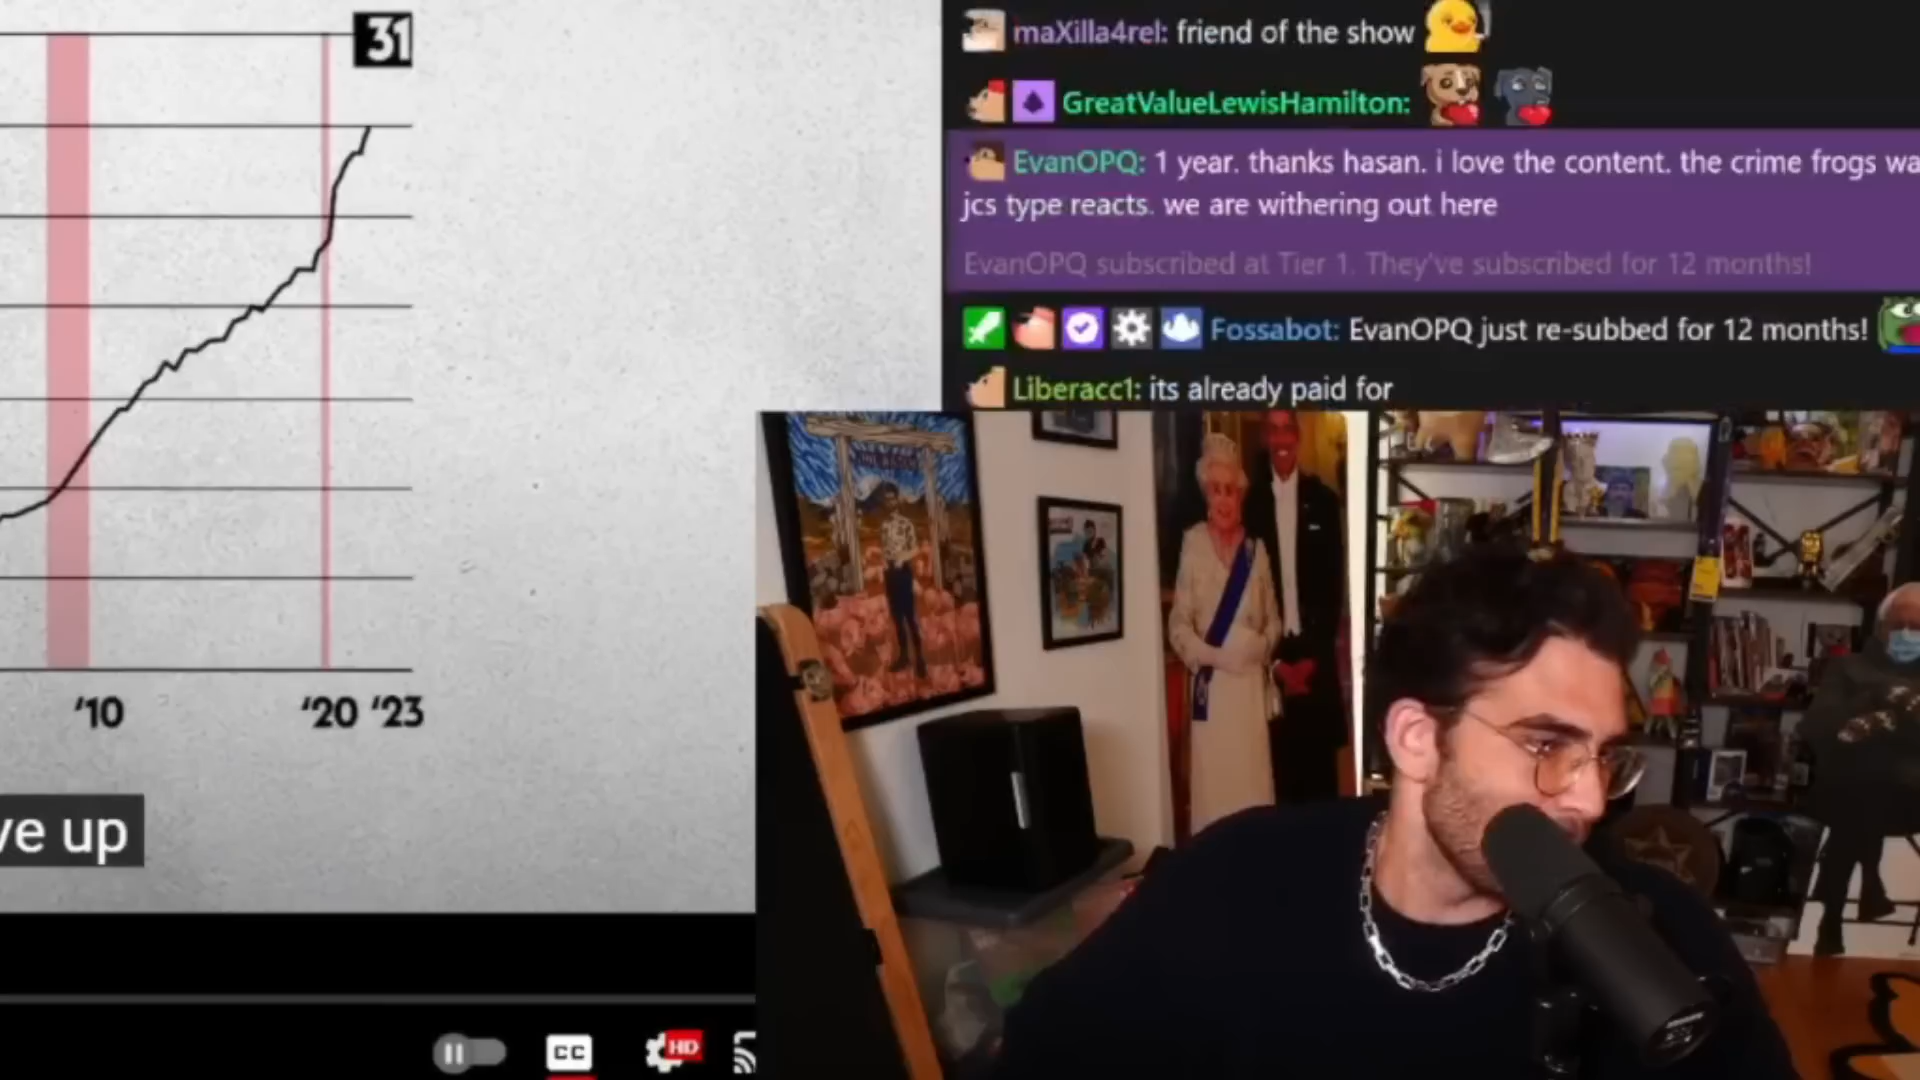 31
'10
'20 '23
ve up
CC
HD
maXilla4rel: friend of the show
GreatValueLewisHamilton:
EvanOPQ: 1 year. thanks hasan. i love the content. the crime frogs wa
jcs type reacts. we are withering out here
EvanOPQ subscribed at Tier 1. They've subscribed for 12 months!
Fossabot: EvanOPQ just re-subbed for 12 months!
Liberacc1: its already paid for